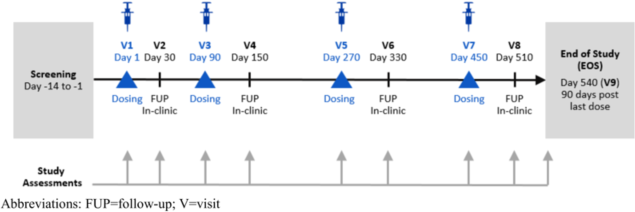 V1 V2 V3 V4 V5 V6 V7 V8
Day 1 Day 30 Day 90 Day 150 Day 270 Day 330 Day 450 Day 510
Screening
Day -14 to -1
End of Study
(EOS)
Day 540 (V9)
90 days post
last dose
Dosing FUP Dosing FUP Dosing FUP Dosing FUP
In-clinic In-clinic In-clinic In-clinic
Study
Assessments
Abbreviations: FUP=follow-up; V=visit